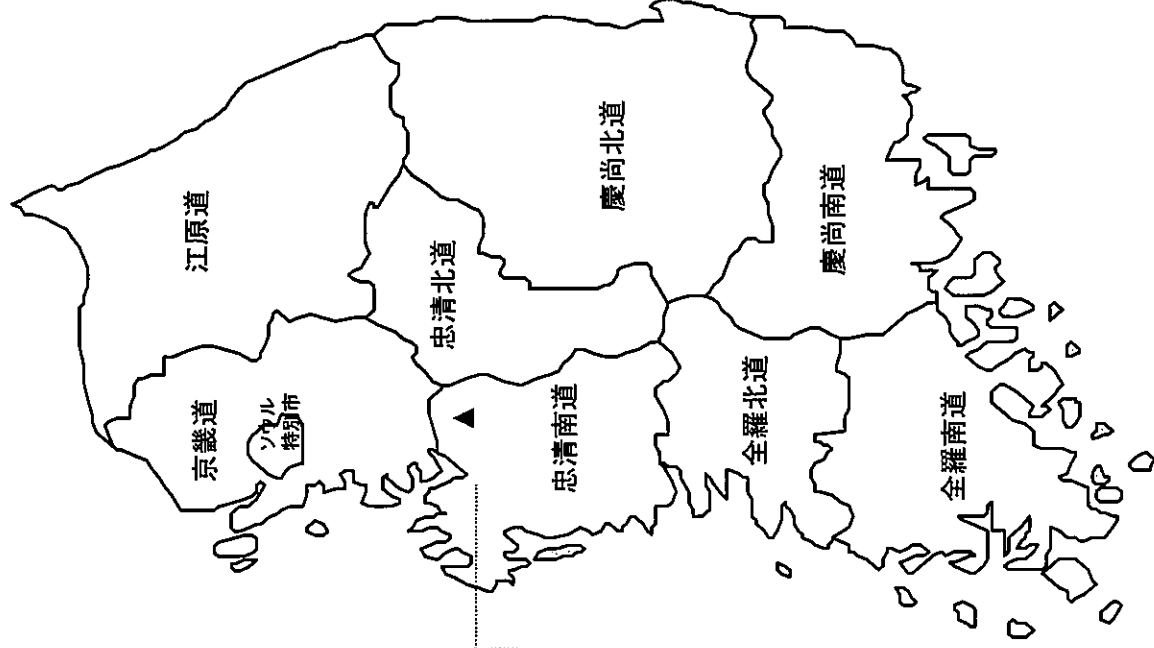 江原道
京畿道
ソウル
特別市
忠清北道
忠清南道
慶尚北道
全羅北道
慶尚南道
全羅南道